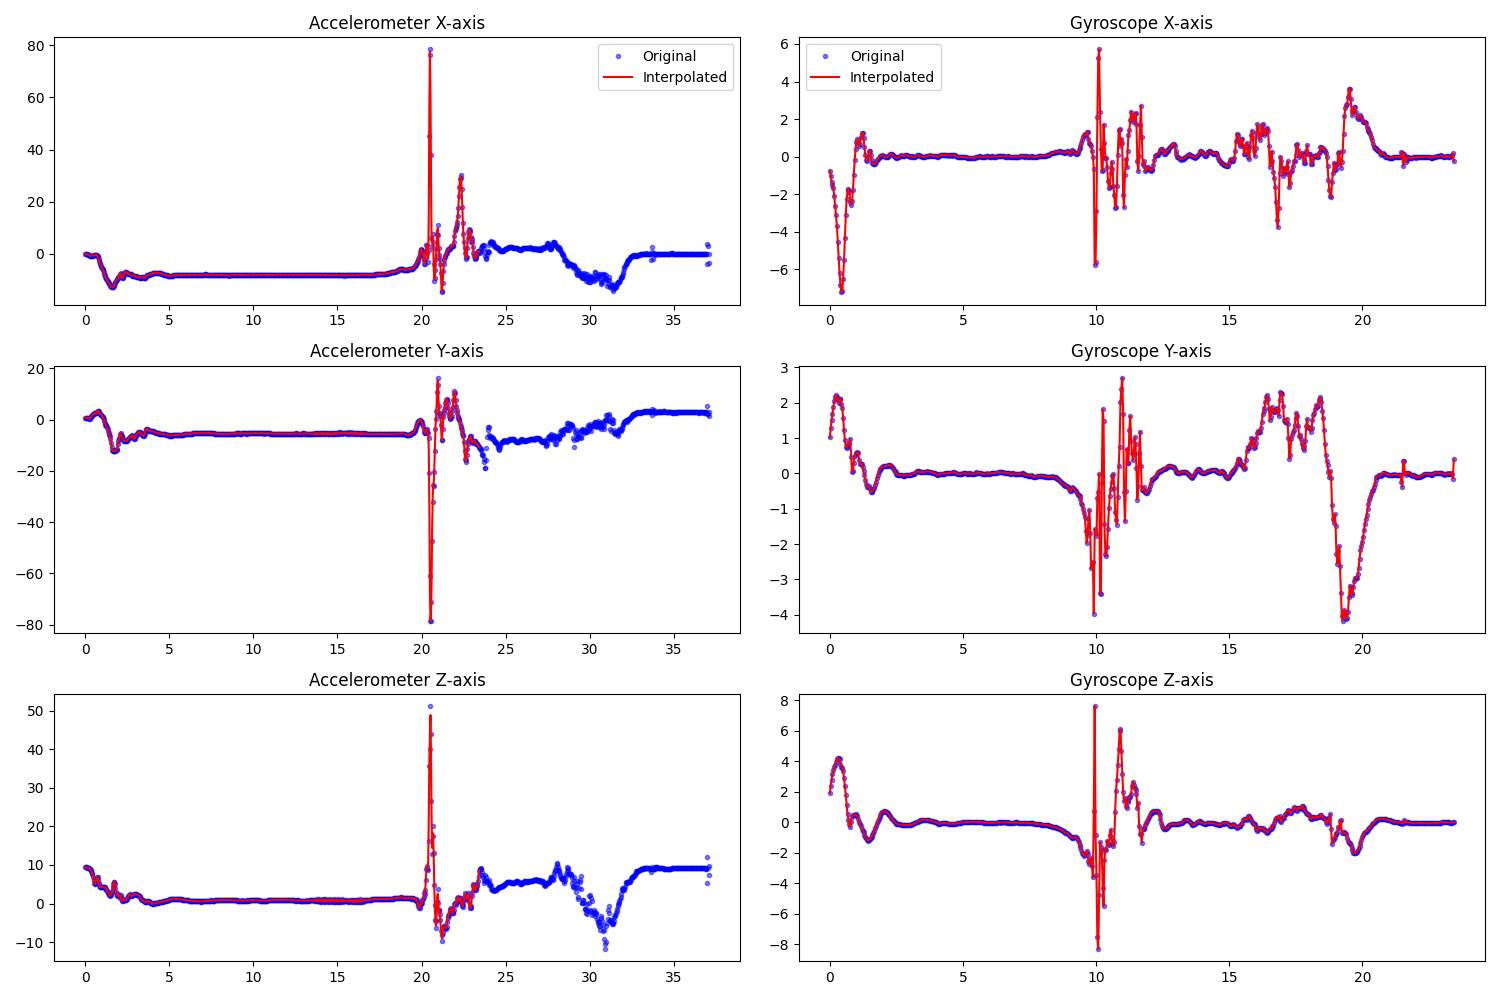 Accelerometer X-axis
80
60
40
20
0
Original
Interpolated
0 5 10 15 20 25 30 35
Gyroscope X-axis
6
4
2
0
−2
−4
−6
Original
Interpolated
0 5 10 15 20
Accelerometer Y-axis
20
0
−20
−40
−60
−80
0 5 10 15 20 25 30 35
Gyroscope Y-axis
3
2
1
0
−1
−2
−3
−4
0 5 10 15 20
Accelerometer Z-axis
50
40
30
20
10
0
−10
0 5 10 15 20 25 30 35
Gyroscope Z-axis
8
6
4
2
0
−2
−4
−6
−8
0 5 10 15 20